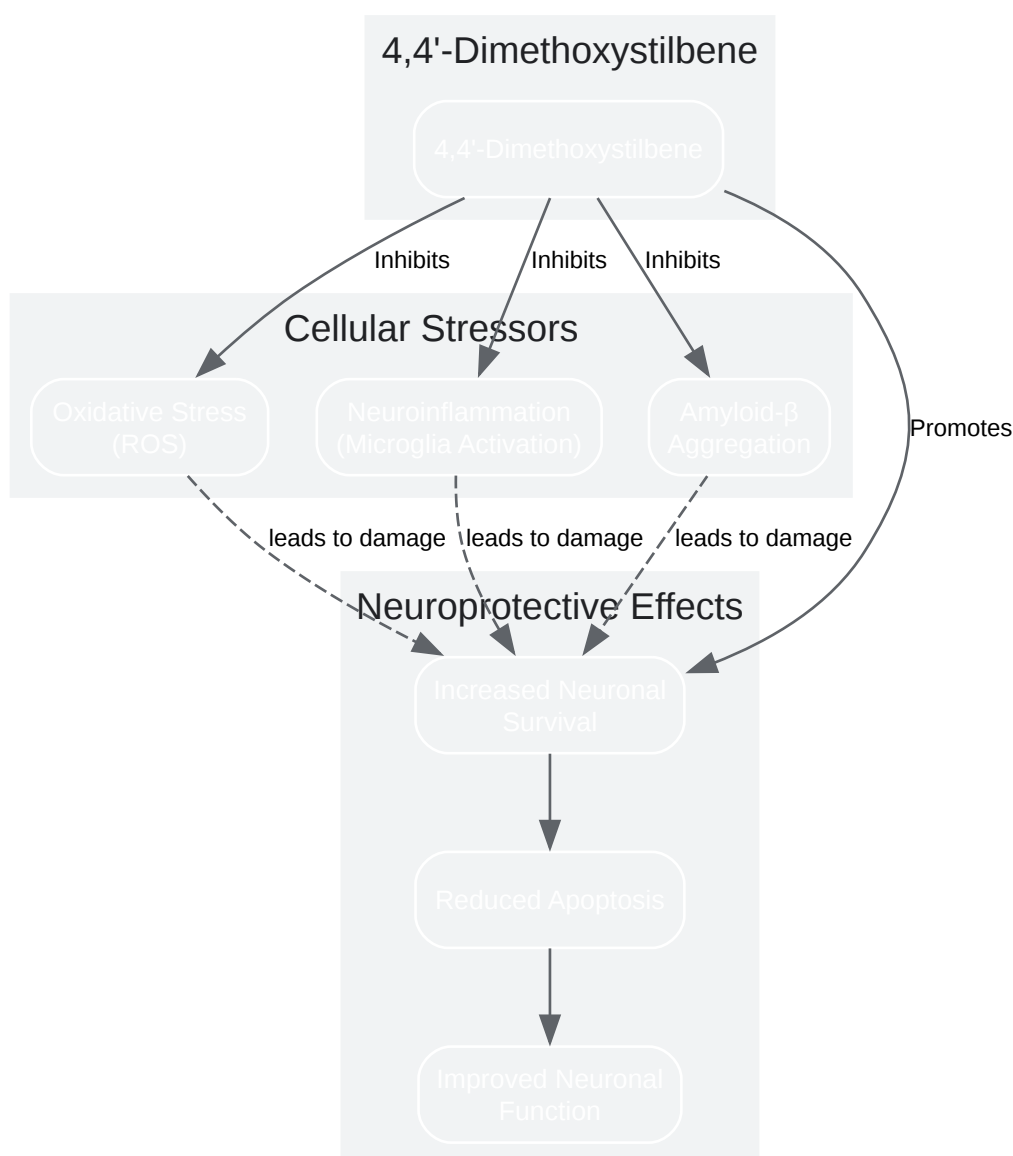 4,4'-Dimethoxystilbene
4,4'-Dimethoxystilbene
Inhibits
Inhibits
Inhibits
Cellular Stressors
Oxidative Stress
(ROS)
Neuroinflammation
(Microglia Activation)
Amyloid-β
Aggregation
Promotes
leads to damage
leads to damage
leads to damage
Neuroprotective Effects
Increased Neuronal
Survival
Reduced Apoptosis
Improved Neuronal
Function